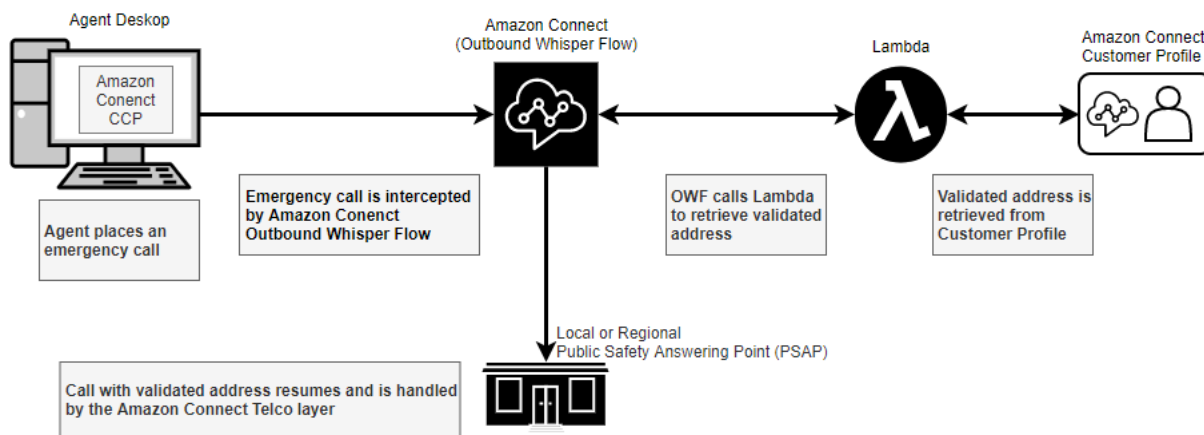 Agent Deskop
Amazon
Conenct
CCP
Amazon Connect
(Outbound Whisper Flow)
Lambda
Amazon Connect
Customer Profile
Agent places an
emergency call
Emergency call is intercepted
by Amazon Conenct
Outbound Whisper Flow
OWF calls Lambda
to retrieve validated
address
Validated address is
retrieved from
Customer Profile
Local or Regional
Public Safety Answering Point (PSAP)
Call with validated address resumes and is handled
by the Amazon Connect Telco layer